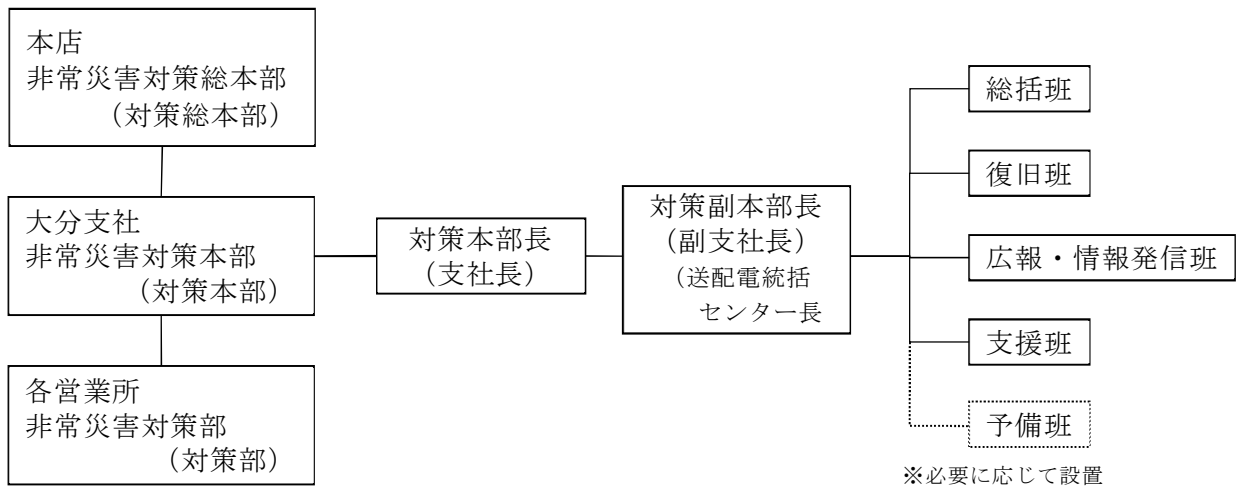 本店
非常災害対策総本部
(対策総本部)
大分支社
非常災害対策本部
(対策本部)
各営業所
非常災害対策部
(対策部)
対策本部長
(支社長)
対策副本部長
(副支社長)
(送配電統括
センター長
総括班
復旧班
広報・情報発信班
支援班
予備班
※必要に応じて設置